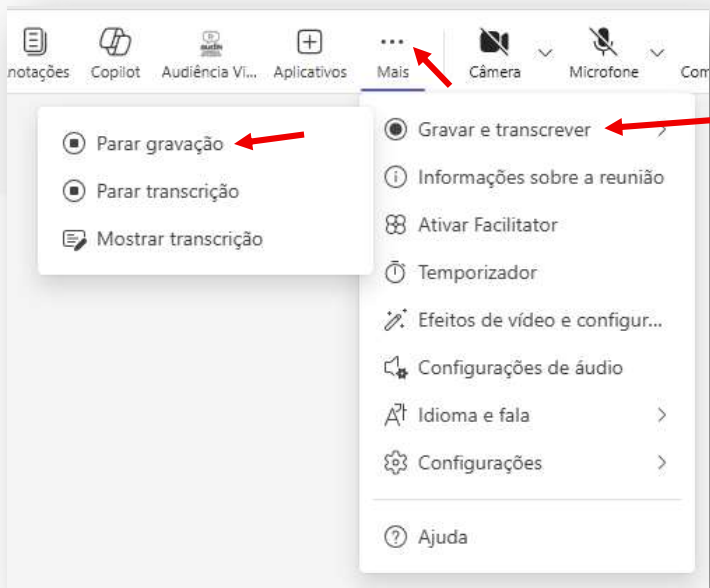 notações Copilot Audiência Vi... Aplicativos Mais Câmera Microfone Com
Parar gravação
Parar transcrição
Mostrar transcrição
Gravar e transcrever
Informações sobre a reunião
Ativar Facilitator
Temporizador
Efeitos de vídeo e configur...
Configurações de áudio
Idioma e fala
Configurações
Ajuda